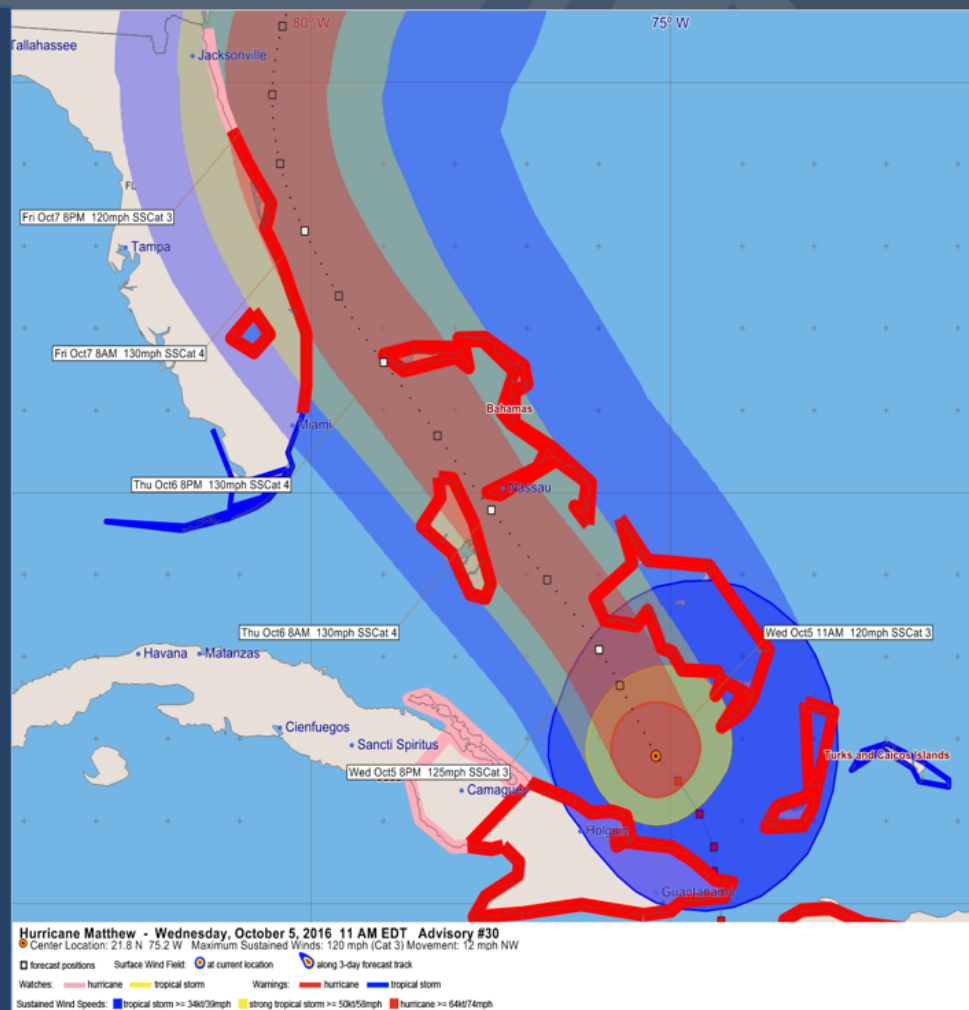 80° W
75° W
Tallahassee
Jacksonville
FL
Fri Oct7 8PM 120mph SSCat 3
Tampa
Fri Oct7 8AM 130mph SSCat 4
Bahamas
Miami
Thu Oct6 8PM 130mph SSCat 4
Nassau
Thu Oct6 8AM 130mph SSCat 4
Wed Oct5 11AM 120mph SSCat 3
Havana
Matanzas
Cienfuegos
Sancti Spiritus
Turks and Caicos Islands
Wed Oct5 8PM 125mph SSCat 3
Camaguey
Holguin
Guantanamo
Hurricane Matthew - Wednesday, October 5, 2016 11 AM EDT Advisory #30
Center Location: 21.8 N 75.2 W Maximum Sustained Winds: 120 mph (Cat 3) Movement: 12 mph NW
forecast positions Surface Wind Field: at current location along 3-day forecast track
Watches: hurricane tropical storm Warnings: hurricane tropical storm
Sustained Wind Speeds: tropical storm >= 34kt/39mph strong tropical storm >= 50kt/58mph hurricane >= 64kt/74mph